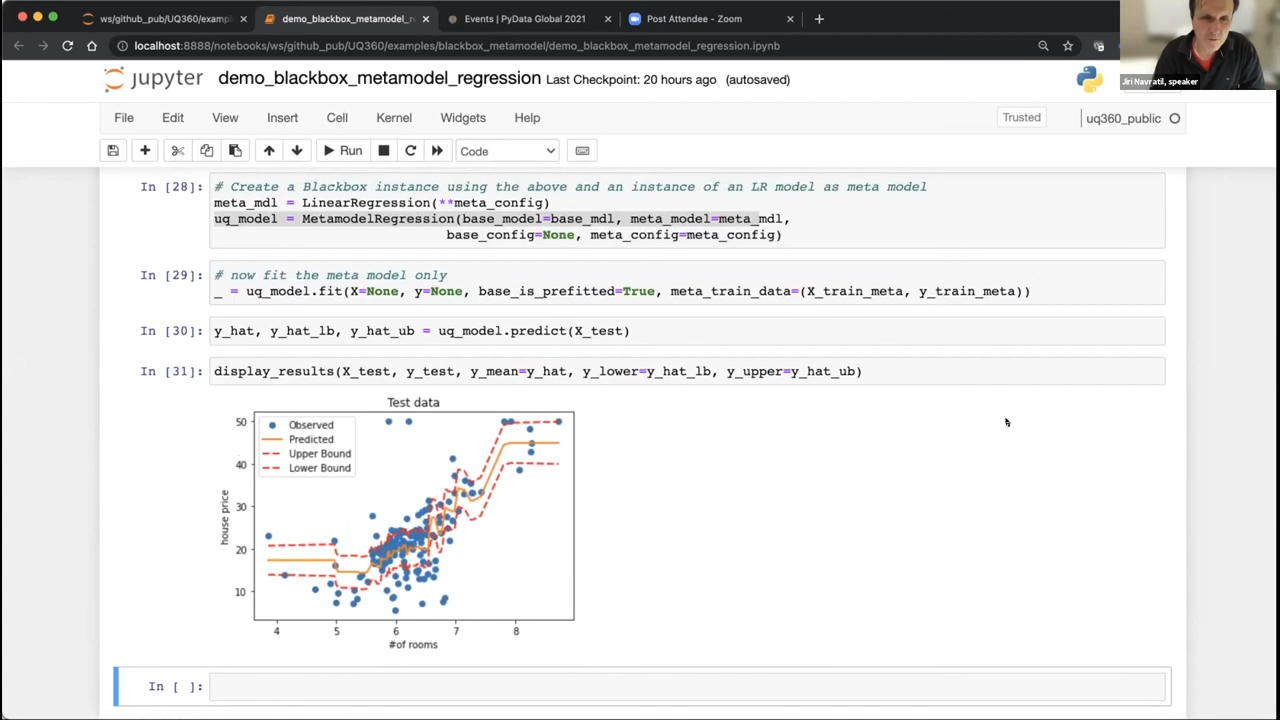 ws/github_pub/UQ360/exampl
demo_blackbox_metamodel_r
Events | PyData Global 2021
Post Attendee - Zoom
localhost:8888/notebooks/ws/github_pub/UQ360/examples/blackbox_metamodel/demo_blackbox_metamodel_regression.ipynb
Jiri Navratil, speaker
jupyter demo_blackbox_metamodel_regression Last Checkpoint: 20 hours ago (autosaved)
File Edit View Insert Cell Kernel Widgets Help Trusted uq360_public
Run Code
In [28]: # Create a Blackbox instance using the above and an instance of an LR model as meta model
meta_mdl = LinearRegression(**meta_config)
uq_model = MetamodelRegression(base_model=base_mdl, meta_model=meta_mdl,
base_config=None, meta_config=meta_config)
In [29]: # now fit the meta model only
_ = uq_model.fit(X=None, y=None, base_is_prefitted=True, meta_train_data=(X_train_meta, y_train_meta))
In [30]: y_hat, y_hat_lb, y_hat_ub = uq_model.predict(X_test)
In [31]: display_results(X_test, y_test, y_mean=y_hat, y_lower=y_hat_lb, y_upper=y_hat_ub)
Test data
Observed
Predicted
Upper Bound
Lower Bound
50
40
30
20
10
house price
4 5 6 7 8
#of rooms
In [ ]: